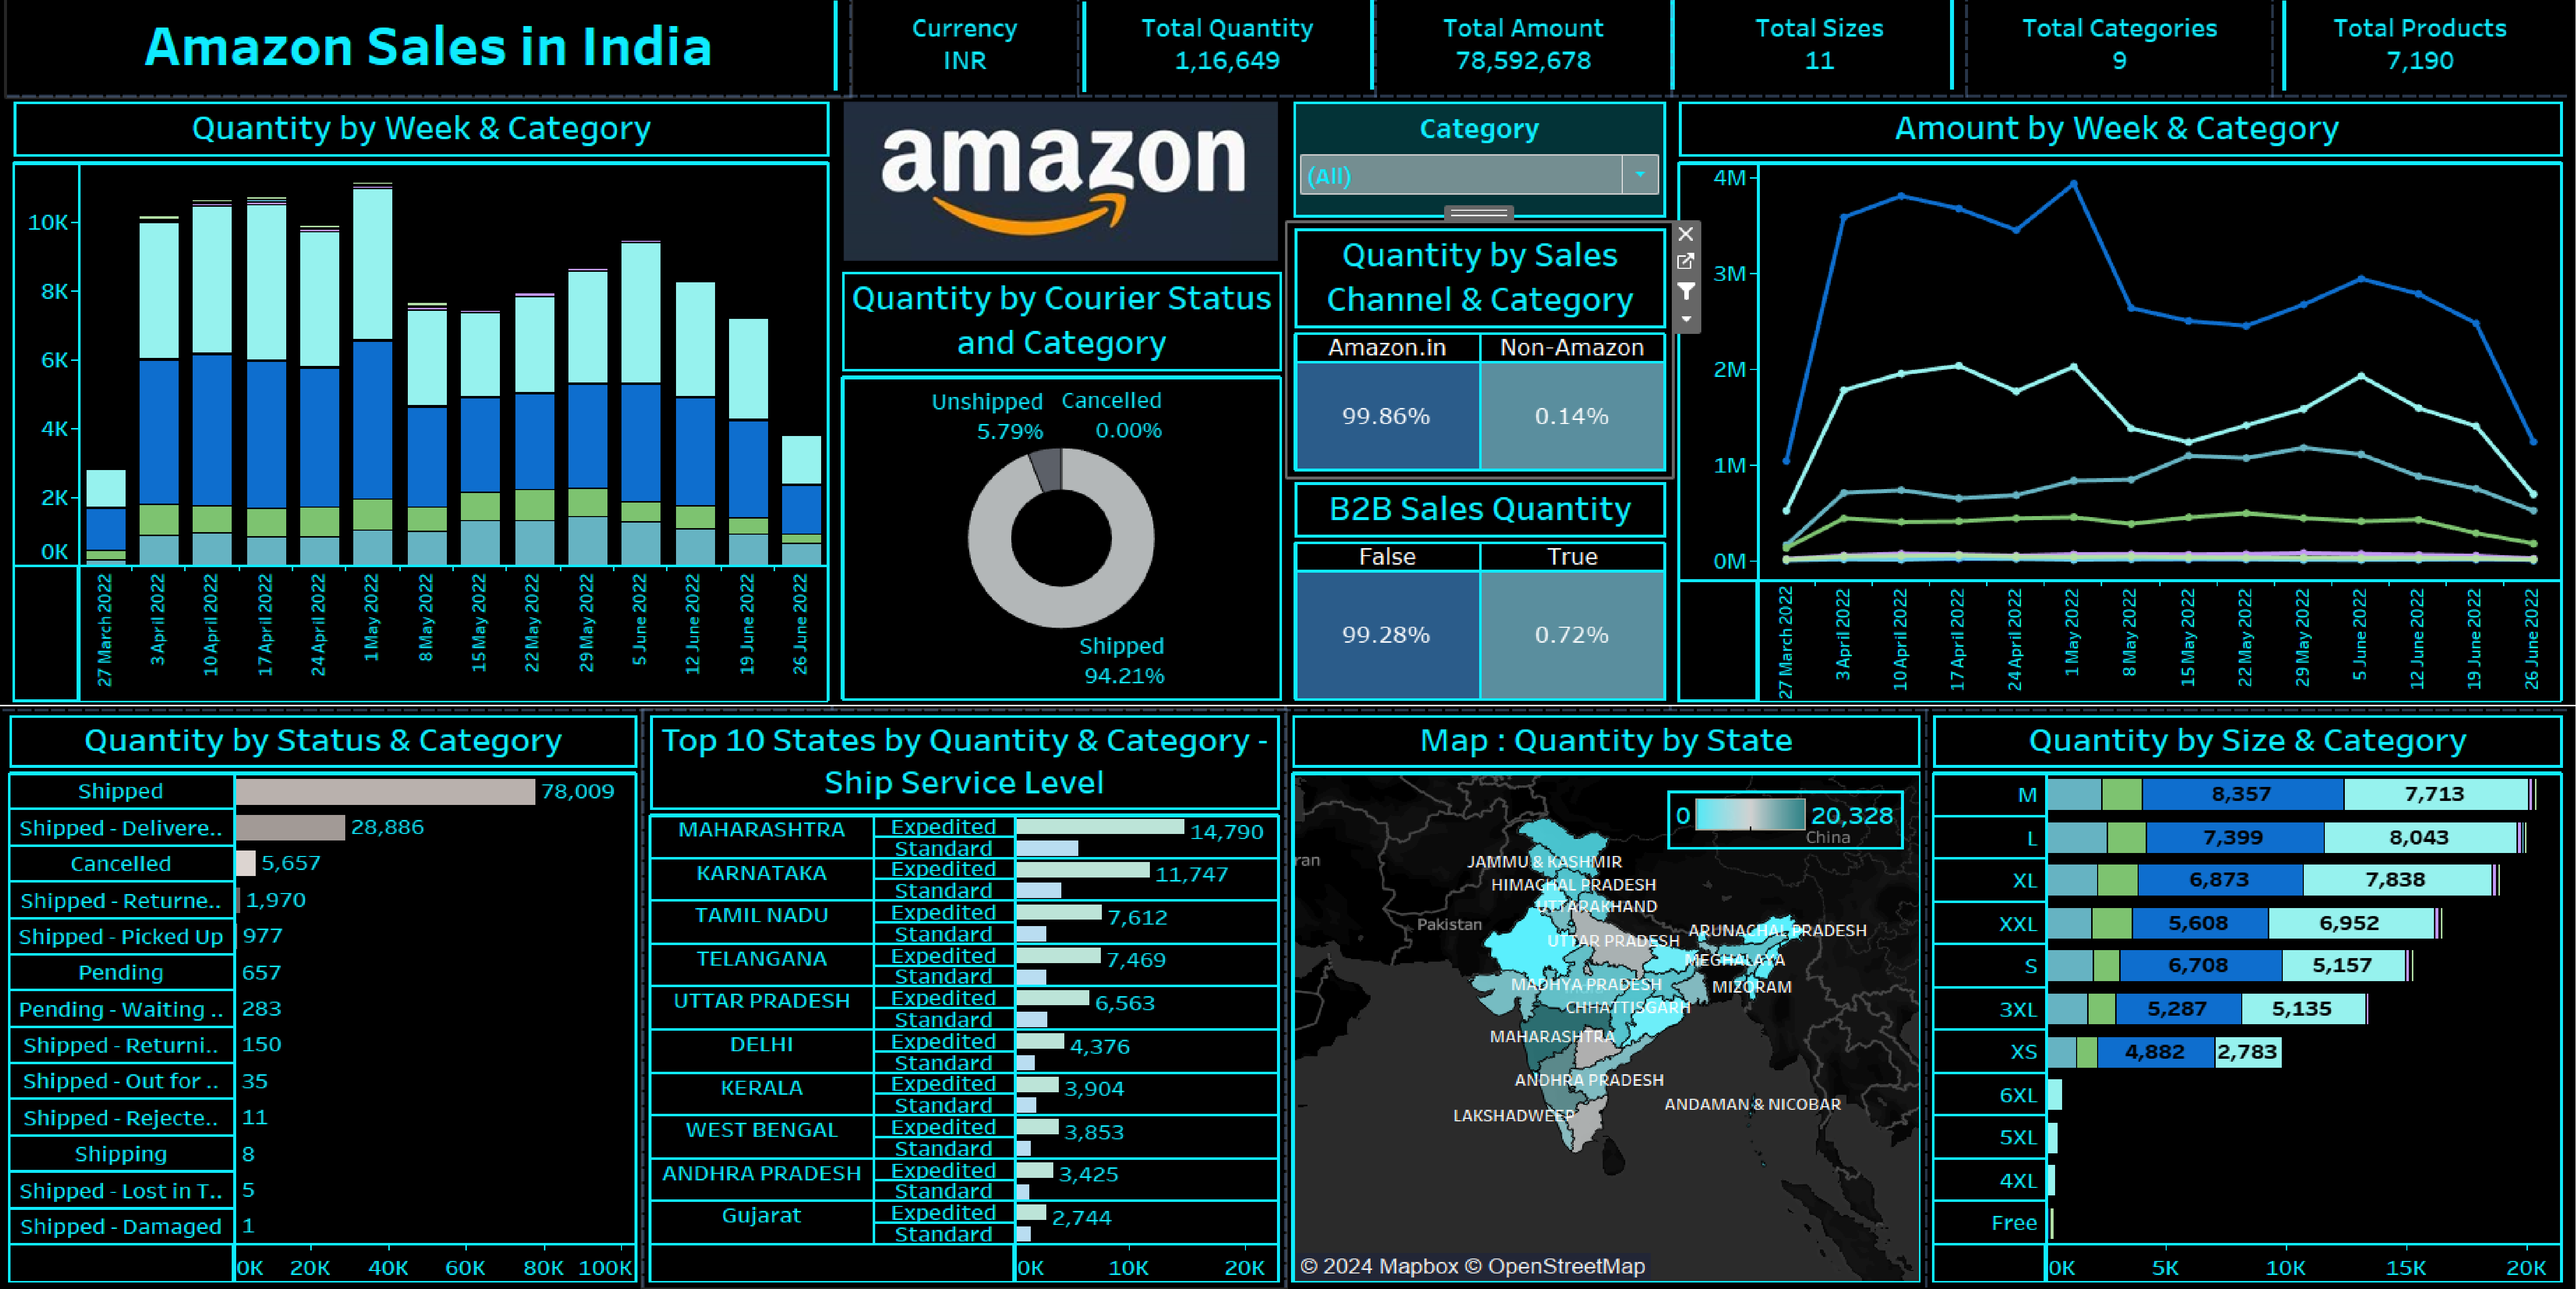 Amazon Sales in India
Currency
INR
Total Quantity
1,16,649
Total Amount
78,592,678
Total Sizes
11
Total Categories
9
Total Products
7,190
Quantity by Week & Category
10K
8K
6K
4K
2K
0K
27 March 2022
3 April 2022
10 April 2022
17 April 2022
24 April 2022
1 May 2022
8 May 2022
15 May 2022
22 May 2022
29 May 2022
5 June 2022
12 June 2022
19 June 2022
26 June 2022
amazon
Quantity by Courier Status
and Category
Unshipped
5.79%
Cancelled
0.00%
Shipped
94.21%
Category
(All)
Quantity by Sales
Channel & Category
Amazon.in
Non-Amazon
99.86%
0.14%
B2B Sales Quantity
False
True
99.28%
0.72%
Amount by Week & Category
4M
3M
2M
1M
0M
27 March 2022
3 April 2022
10 April 2022
17 April 2022
24 April 2022
1 May 2022
8 May 2022
15 May 2022
22 May 2022
29 May 2022
5 June 2022
12 June 2022
19 June 2022
26 June 2022
Quantity by Status & Category
Shipped 78,009
Shipped - Delivere.. 28,886
Cancelled 5,657
Shipped - Returne.. 1,970
Shipped - Picked Up 977
Pending 657
Pending - Waiting .. 283
Shipped - Returni.. 150
Shipped - Out for .. 35
Shipped - Rejecte.. 11
Shipping 8
Shipped - Lost in T.. 5
Shipped - Damaged 1
0K 20K 40K 60K 80K 100K
Top 10 States by Quantity & Category -
Ship Service Level
MAHARASHTRA Expedited 14,790
Standard
KARNATAKA Expedited 11,747
Standard
TAMIL NADU Expedited 7,612
Standard
TELANGANA Expedited 7,469
Standard
UTTAR PRADESH Expedited 6,563
Standard
DELHI Expedited 4,376
Standard
KERALA Expedited 3,904
Standard
WEST BENGAL Expedited 3,853
Standard
ANDHRA PRADESH Expedited 3,425
Standard
Gujarat Expedited 2,744
Standard
0K 10K 20K
Map : Quantity by State
0 20,328
China
ran
JAMMU & KASHMIR
HIMACHAL PRADESH
UTTARAKHAND
Pakistan
ARUNACHAL PRADESH
UTTAR PRADESH
MEGHALAYA
MADHYA PRADESH
MIZORAM
CHHATTISGARH
MAHARASHTRA
ANDHRA PRADESH
ANDAMAN & NICOBAR
LAKSHADWEEP
© 2024 Mapbox © OpenStreetMap
Quantity by Size & Category
M 8,357 7,713
L 7,399 8,043
XL 6,873 7,838
XXL 5,608 6,952
S 6,708 5,157
3XL 5,287 5,135
XS 4,882 2,783
6XL
5XL
4XL
Free
0K 5K 10K 15K 20K